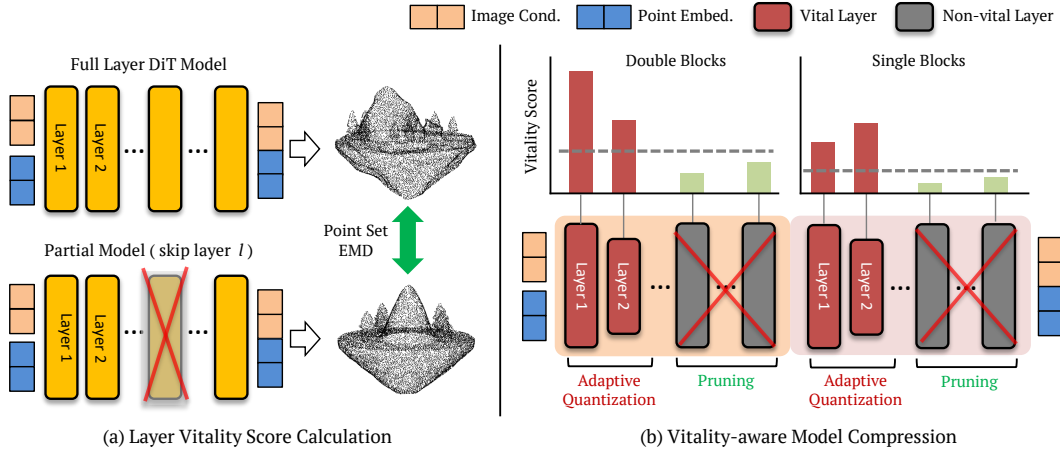 Image Cond.
Point Embed.
Vital Layer
Non-vital Layer
Full Layer DiT Model
Layer 1
Layer 2
...
...
Point Set
EMD
Partial Model ( skip layer l )
Layer 1
Layer 2
...
...
(a) Layer Vitality Score Calculation
Double Blocks
Single Blocks
Vitality Score
Layer 1
Layer 2
...
...
Layer 1
Layer 2
...
...
Adaptive
Quantization
Pruning
Adaptive
Quantization
Pruning
(b) Vitality-aware Model Compression